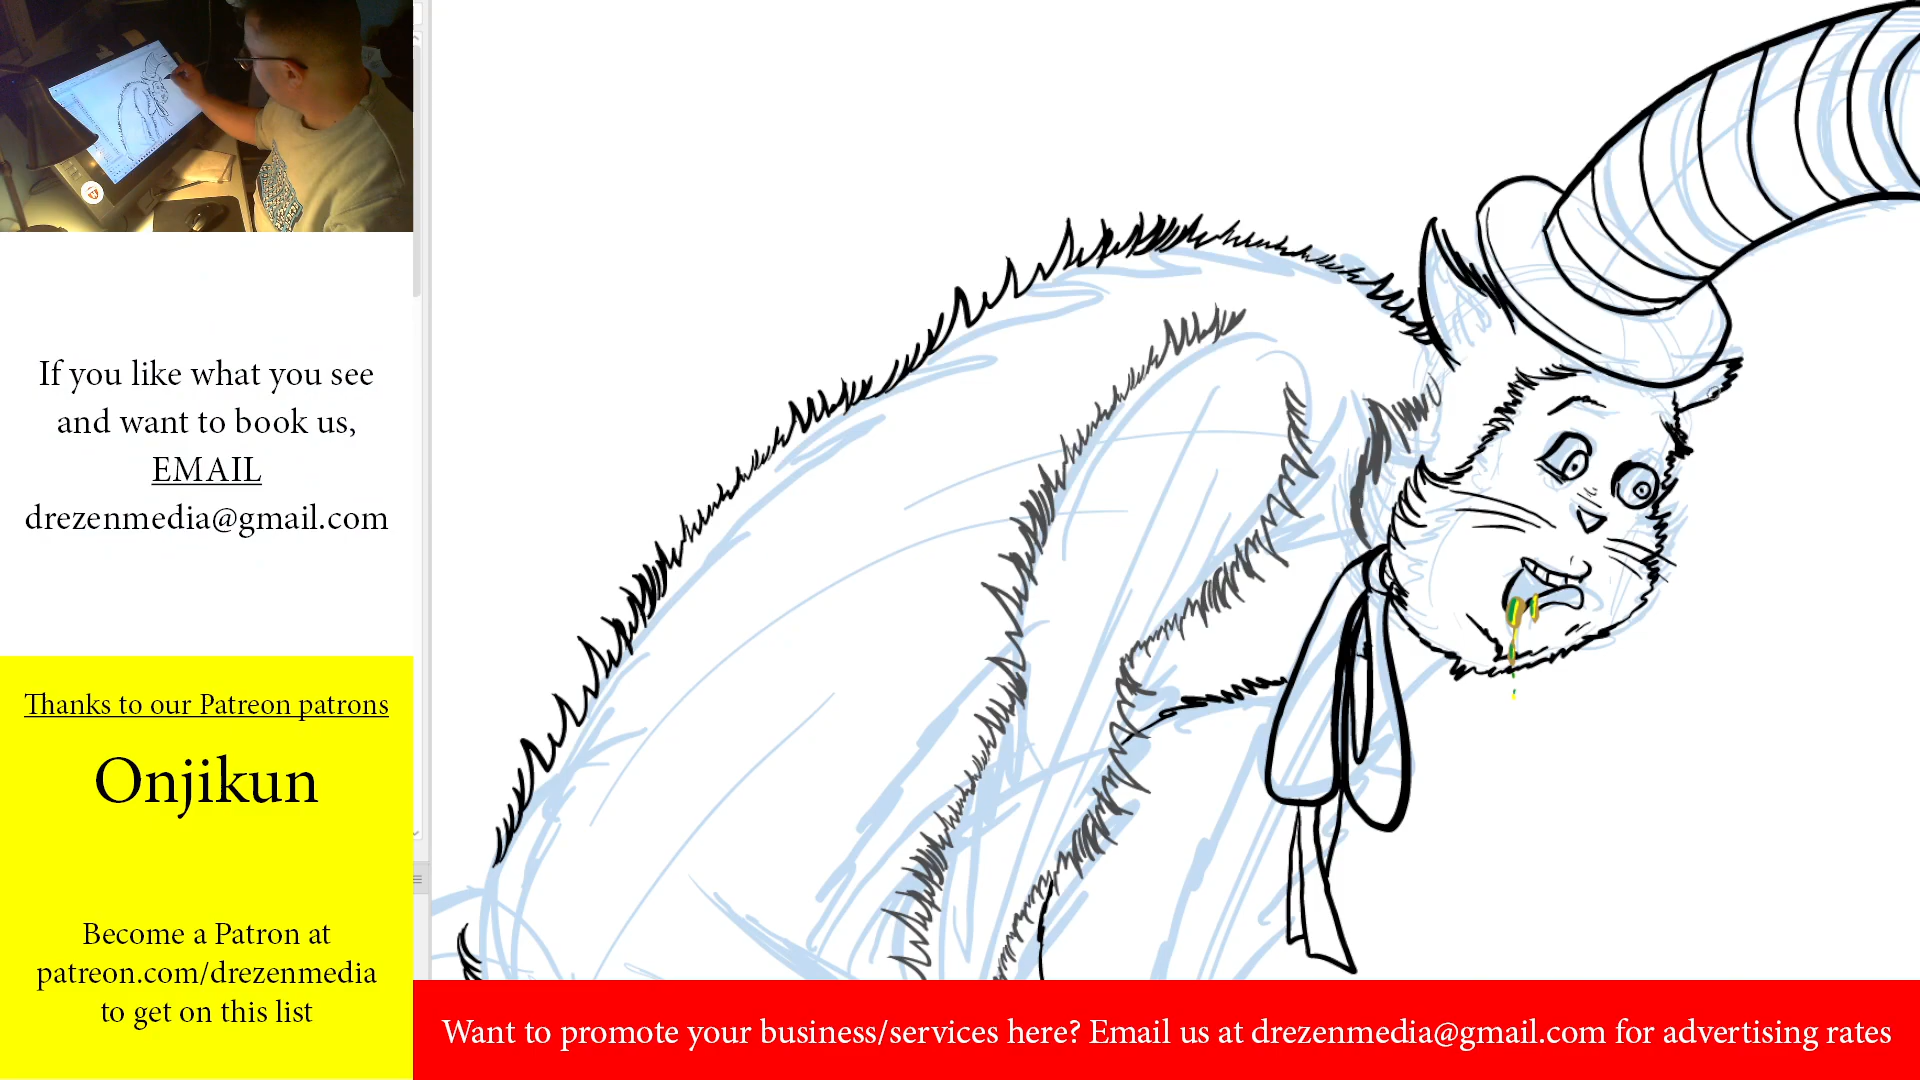 If you like what you see
and want to book us,
EMAIL
drezenmedia@gmail.com
Thanks to our Patreon patrons
Onjikun
Become a Patron at
patreon.com/drezenmedia
to get on this list
Want to promote your business/services here? Email us at drezenmedia@gmail.com for advertising rates